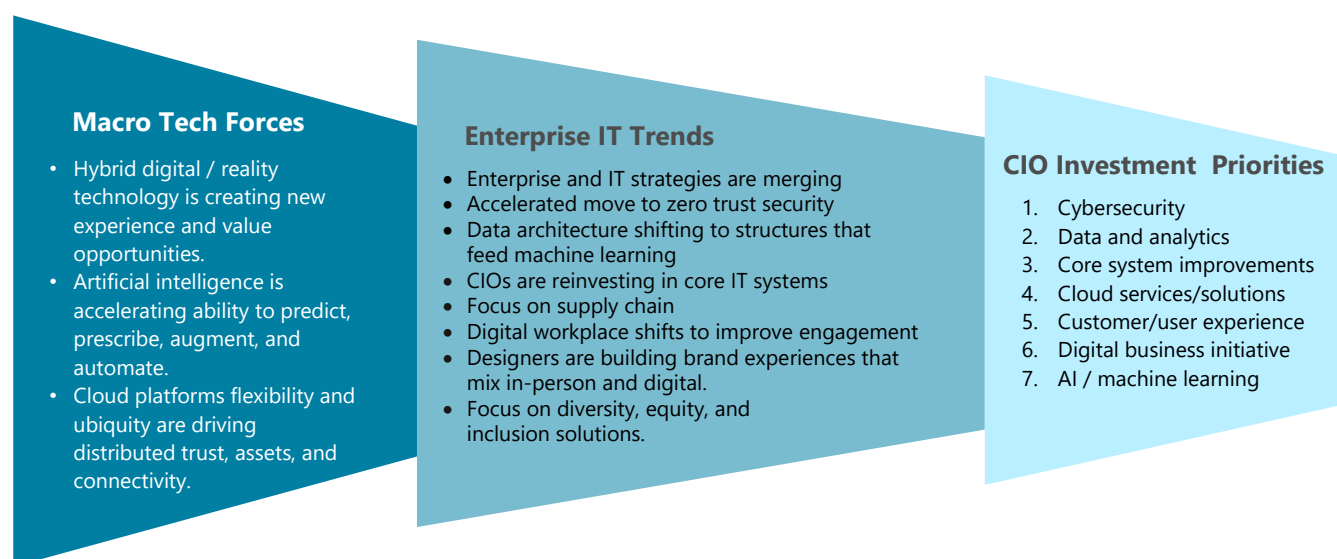 Macro Tech Forces
• Hybrid digital / reality
technology is creating new
experience and value
opportunities.
• Artificial intelligence is
accelerating ability to predict,
prescribe, augment, and
automate.
• Cloud platforms flexibility and
ubiquity are driving
distributed trust, assets, and
connectivity.
Enterprise IT Trends
• Enterprise and IT strategies are merging
• Accelerated move to zero trust security
• Data architecture shifting to structures that
feed machine learning
• CIOs are reinvesting in core IT systems
• Focus on supply chain
• Digital workplace shifts to improve engagement
• Designers are building brand experiences that
mix in-person and digital.
• Focus on diversity, equity, and
inclusion solutions.
CIO Investment Priorities
1. Cybersecurity
2. Data and analytics
3. Core system improvements
4. Cloud services/solutions
5. Customer/user experience
6. Digital business initiative
7. AI / machine learning